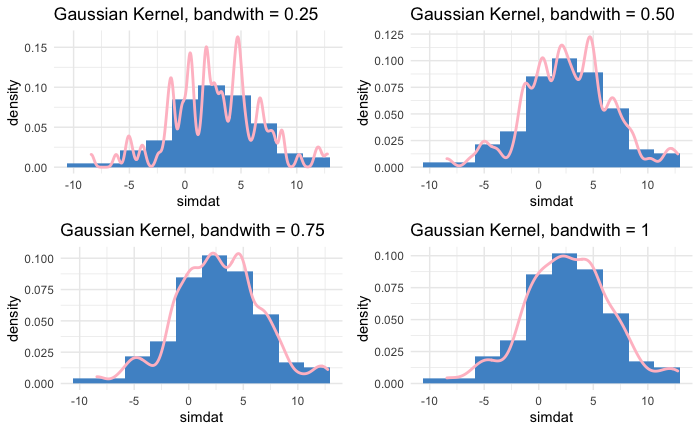 Gaussian Kernel, bandwith = 0.25
0.15
0.10
0.05
0.00
density
-10 -5 0 5 10
simdat
Gaussian Kernel, bandwith = 0.50
0.125
0.100
0.075
0.050
0.025
0.000
density
-10 -5 0 5 10
simdat
Gaussian Kernel, bandwith = 0.75
0.100
0.075
0.050
0.025
0.000
density
-10 -5 0 5 10
simdat
Gaussian Kernel, bandwith = 1
0.100
0.075
0.050
0.025
0.000
density
-10 -5 0 5 10
simdat